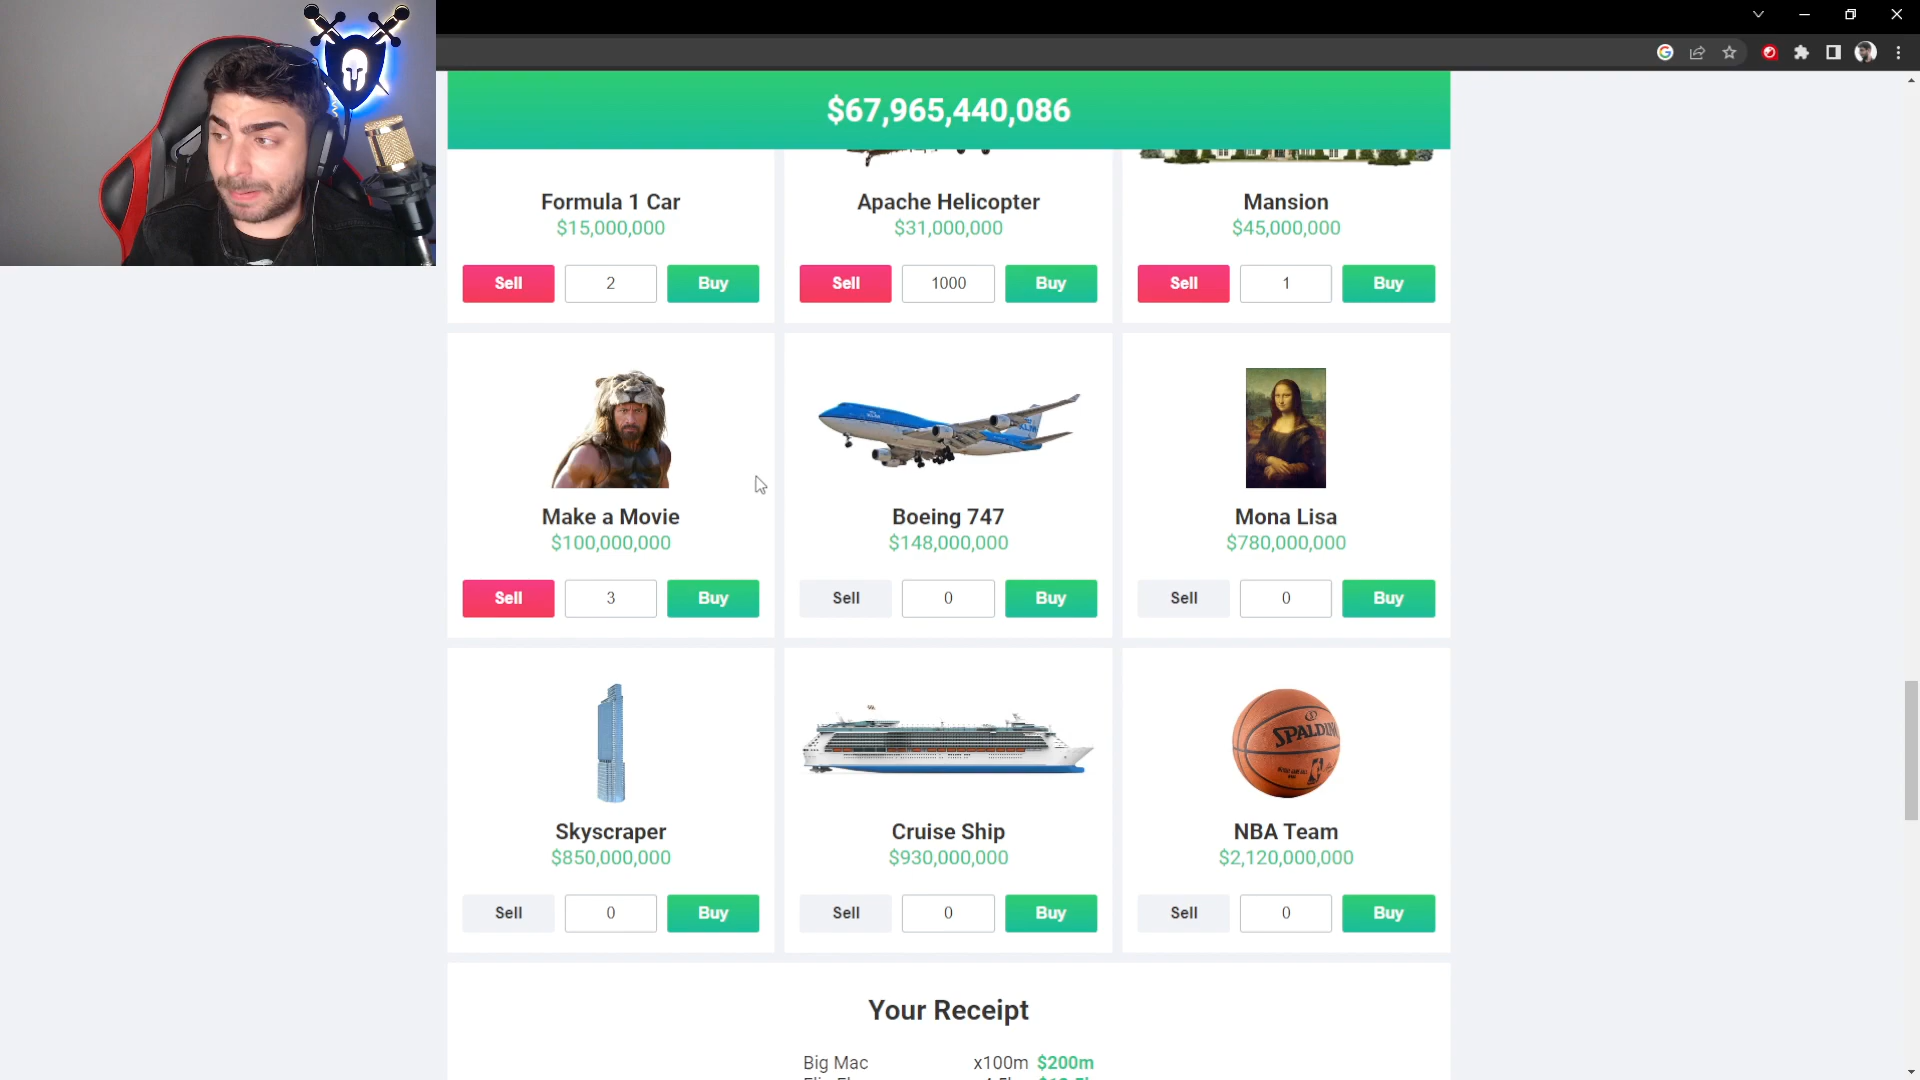 $67,965,440,086
Formula 1 Car
$15,000,000
Sell 2 Buy
Apache Helicopter
$31,000,000
Sell 1000 Buy
Mansion
$45,000,000
Sell 1 Buy
Make a Movie
$100,000,000
Sell 3 Buy
Boeing 747
$148,000,000
Sell 0 Buy
Mona Lisa
$780,000,000
Sell 0 Buy
Skyscraper
$850,000,000
Sell 0 Buy
Cruise Ship
$930,000,000
Sell 0 Buy
SPALDING
NBA Team
$2,120,000,000
Sell 0 Buy
Your Receipt
Big Mac x100m $200m